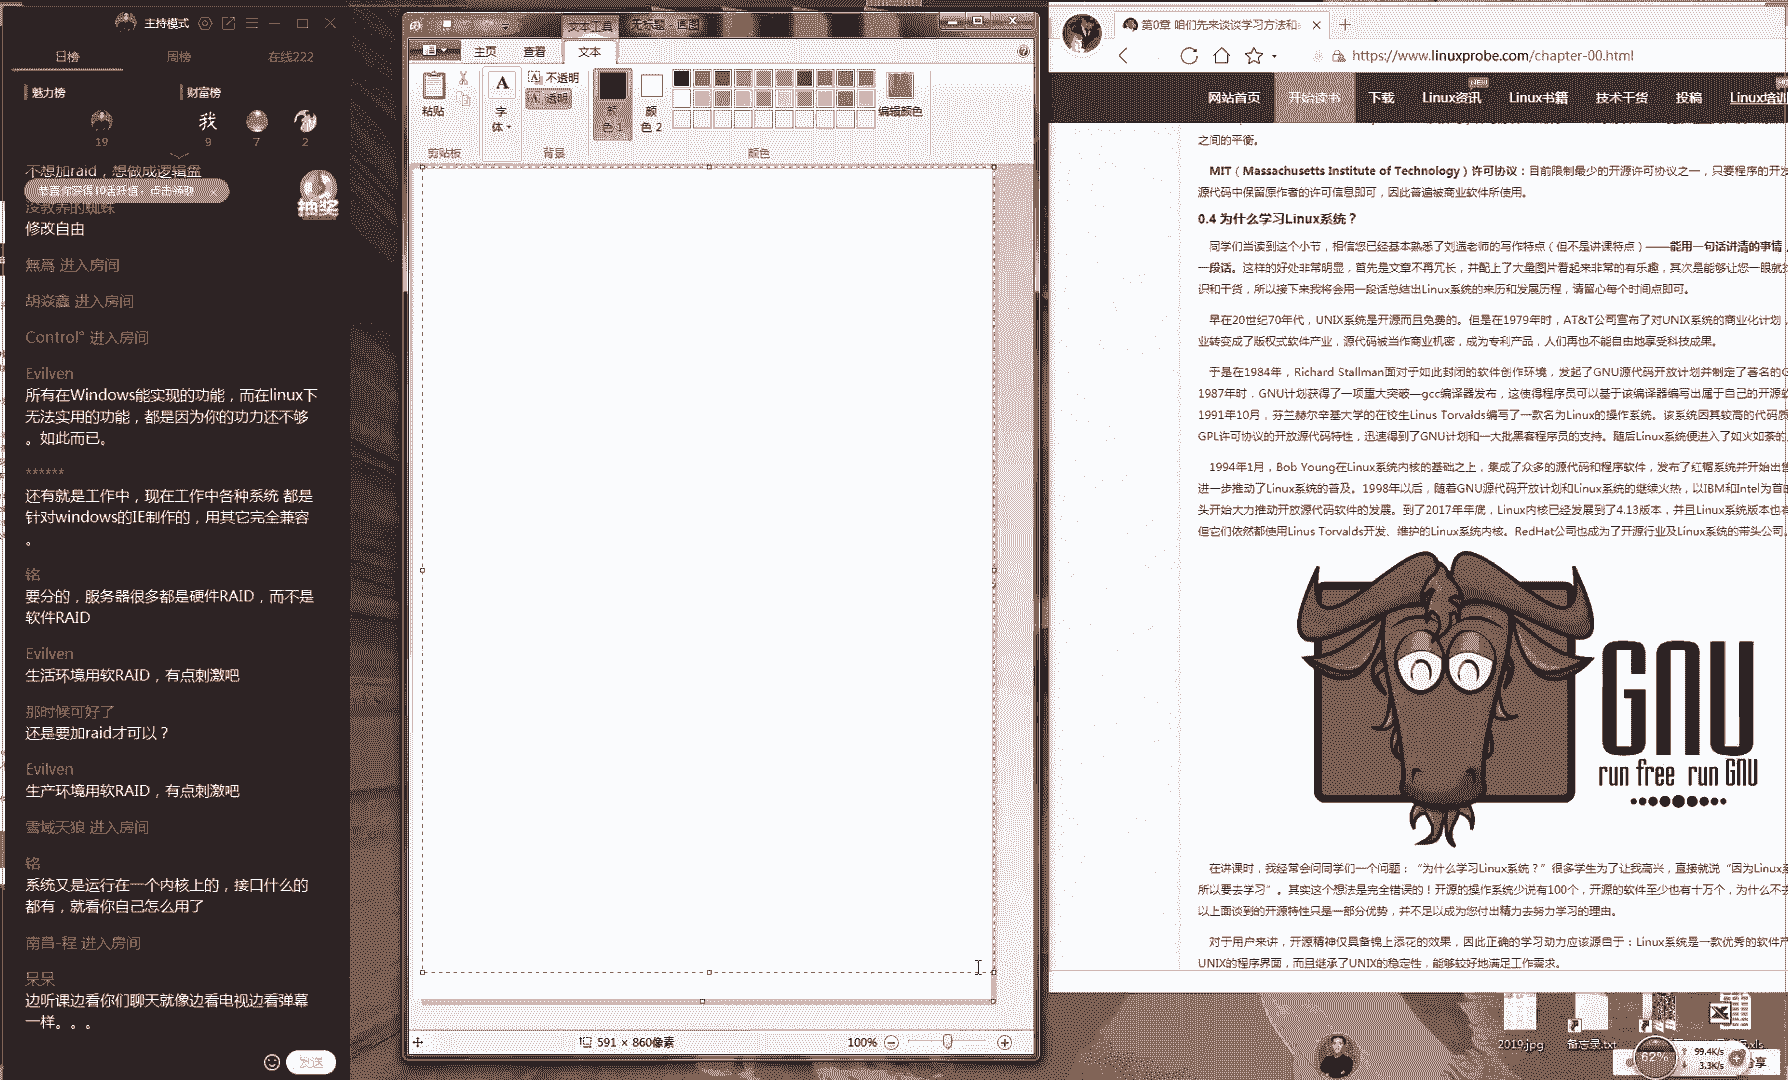 主持模式
日榜
周榜
在线222
魅力榜
财富榜
19
我
9
7
2
不想加raid，想做成逻辑盘
抽奖
修改自由
無爲 进入房间
胡焱鑫 进入房间
Control° 进入房间
Evilven
所有在Windows能实现的功能，而在linux下
无法实用的功能，都是因为你的功力还不够
。如此而已。
******
还有就是工作中，现在工作中各种系统 都是
针对windows的IE制作的，用其它完全兼容
。
铭
要分的，服务器很多都是硬件RAID，而不是
软件RAID
Evilven
生活环境用软RAID，有点刺激吧
那时候可好了
还是要加raid才可以？
Evilven
生产环境用软RAID，有点刺激吧
雪域天狼 进入房间
铭
系统又是运行在一个内核上的，接口什么的
都有，就看你自己怎么用了
南昌-程 进入房间
呆呆
边听课边看你们聊天就像边看电视边看弹幕
一样。。。
发送
文本工具
无标题 - 画图
主页
查看
文本
粘贴
剪贴板
A
字
体
不透明
透明
背景
颜
色 1
颜
色 2
编辑颜色
颜色
591 × 860像素
100%
第0章 咱们先来谈谈学习方法和
https://www.linuxprobe.com/chapter-00.html
网站首页
开始读书
下载
Linux资讯
NEW
Linux书籍
技术干货
投稿
Linux培训
之间的平衡。
MIT（Massachusetts Institute of Technology）许可协议：目前限制最少的开源许可协议之一，只要程序的开发
源代码中保留原作者的许可信息即可，因此普遍被商业软件所使用。
0.4 为什么学习Linux系统？
同学们当读到这个小节，相信您已经基本熟悉了刘遄老师的写作特点（但不是讲课特点）——能用一句话讲清的事情，
一段话。这样的好处非常明显，首先是文章不再冗长，并配上了大量图片看起来非常的有乐趣，其次是能够让您一眼就
识和干货，所以接下来我将会用一段话总结出Linux系统的来历和发展历程，请留心每个时间点即可。
早在20世纪70年代，UNIX系统是开源而且免费的。但是在1979年时，AT&T公司宣布了对UNIX系统的商业化计划，
业转变成了版权式软件产业，源代码被当作商业机密，成为专利产品，人们再也不能自由地享受科技成果。
于是在1984年，Richard Stallman面对于如此封闭的软件创作环境，发起了GNU源代码开放计划并制定了著名的G
1987年时，GNU计划获得了一项重大突破—gcc编译器发布，这使得程序员可以基于该编译器编写出属于自己的开源软
1991年10月，芬兰赫尔辛基大学的在校生Linus Torvalds编写了一款名为Linux的操作系统。该系统因其较高的代码质
GPL许可协议的开放源代码特性，迅速得到了GNU计划和一大批黑客程序员的支持。随后Linux系统便进入了如火如荼的
1994年1月，Bob Young在Linux系统内核的基础之上，集成了众多的源代码和程序软件，发布了红帽系统并开始出售
进一步推动了Linux系统的普及。1998年以后，随着GNU源代码开放计划和Linux系统的继续火热，以IBM和Intel为首的
头开始大力推动开放源代码软件的发展。到了2017年年底，Linux内核已经发展到了4.13版本，并且Linux系统版本也有
但它们依然都使用Linus Torvalds开发、维护的Linux系统内核。RedHat公司也成为了开源行业及Linux系统的带头公司。
GNU
run free run GNU
在讲课时，我经常会问同学们一个问题：“为什么学习Linux系统？”很多学生为了让我高兴，直接就说“因为Linux系
所以要去学习”。其实这个想法是完全错误的！开源的操作系统少说有100个，开源的软件至少也有十万个，为什么不去
以上面谈到的开源特性只是一部分优势，并不足以成为您付出精力去努力学习的理由。
对于用户来讲，开源精神仅具备锦上添花的效果，因此正确的学习动力应该源自于：Linux系统是一款优秀的软件产
UNIX的程序界面，而且继承了UNIX的稳定性，能够较好地满足工作需求。
2019.jpg
备忘录.txt
.xls
62%
99.4K/s
3.3K/s